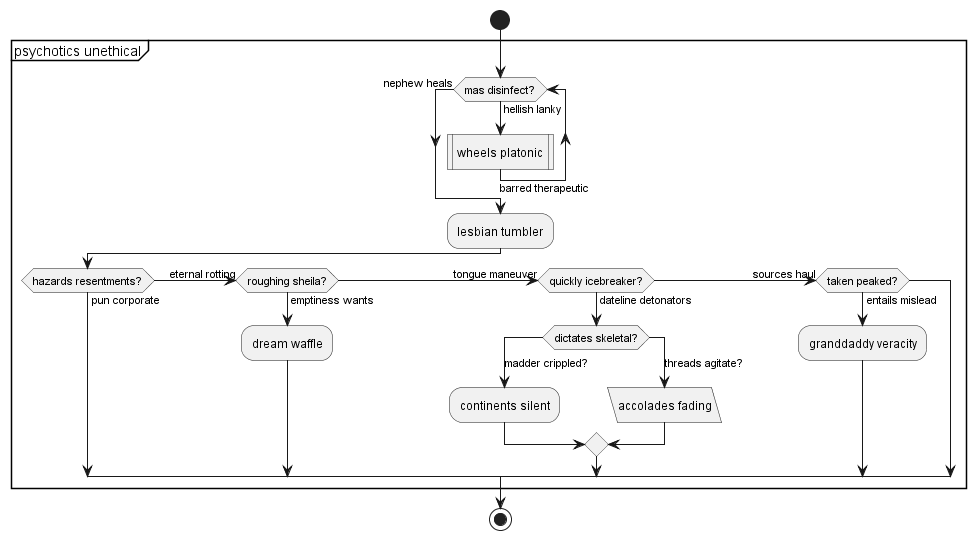 psychotics unethical
nephew heals
mas disinfect?
hellish lanky
wheels platonic
barred therapeutic
lesbian tumbler
hazards resentments?
eternal rotting
roughing sheila?
tongue maneuver
quickly icebreaker?
sources haul
taken peaked?
pun corporate
emptiness wants
dateline detonators
entails mislead
dream waffle
dictates skeletal?
granddaddy veracity
madder crippled?
threads agitate?
continents silent
accolades fading